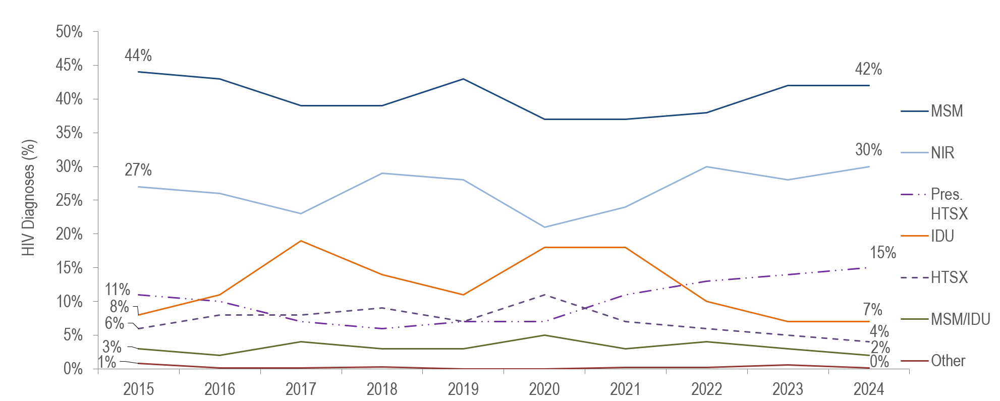 50%
45%
40%
35%
30%
25%
20%
15%
10%
5%
0%
HIV Diagnoses (%)
44%
27%
11%
8%
6%
3%
1%
42%
30%
15%
7%
4%
2%
0%
2015 2016 2017 2018 2019 2020 2021 2022 2023 2024
MSM
NIR
Pres.
HTSX
IDU
HTSX
MSM/IDU
Other